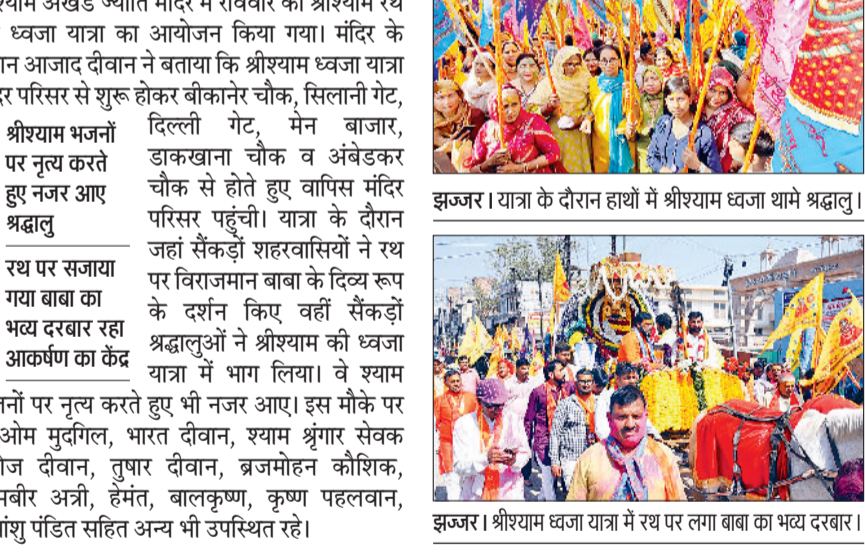 अखंड ज्योति मंदिर में रविवार को श्रीश्याम रथ
ध्वजा यात्रा का आयोजन किया गया। मंदिर के
आजाद दीवान ने बताया कि श्रीश्याम ध्वजा यात्रा
परिसर से शुरू होकर बीकानेर चौक, सिलानी गेट,
दिल्ली गेट, मेन बाजार,
डाकखाना चौक व अंबेडकर
चौक से होते हुए वापिस मंदिर
परिसर पहुंची। यात्रा के दौरान
जहां सैंकड़ों शहरवासियों ने रथ
पर विराजमान बाबा के दिव्य रूप
के दर्शन किए वहीं सैंकड़ों
श्रद्धालुओं ने श्रीश्याम की ध्वजा
यात्रा में भाग लिया। वे श्याम
पर नृत्य करते हुए भी नजर आए। इस मौके पर
ओम मुदगिल, भारत दीवान, श्याम श्रृंगार सेवक
दीवान, तुषार दीवान, ब्रजमोहन कौशिक,
अत्री, हेमंत, बालकृष्ण, कृष्ण पहलवान,
पंडित सहित अन्य भी उपस्थित रहे।
श्रीश्याम भजनों
पर नृत्य करते
हुए नजर आए
श्रद्धालु
रथ पर सजाया
गया बाबा का
भव्य दरबार रहा
आकर्षण का केंद्र
झज्जर। यात्रा के दौरान हाथों में श्रीश्याम ध्वजा थामे श्रद्धालु।
झज्जर। श्रीश्याम ध्वजा यात्रा में रथ पर लगा बाबा का भव्य दरबार।